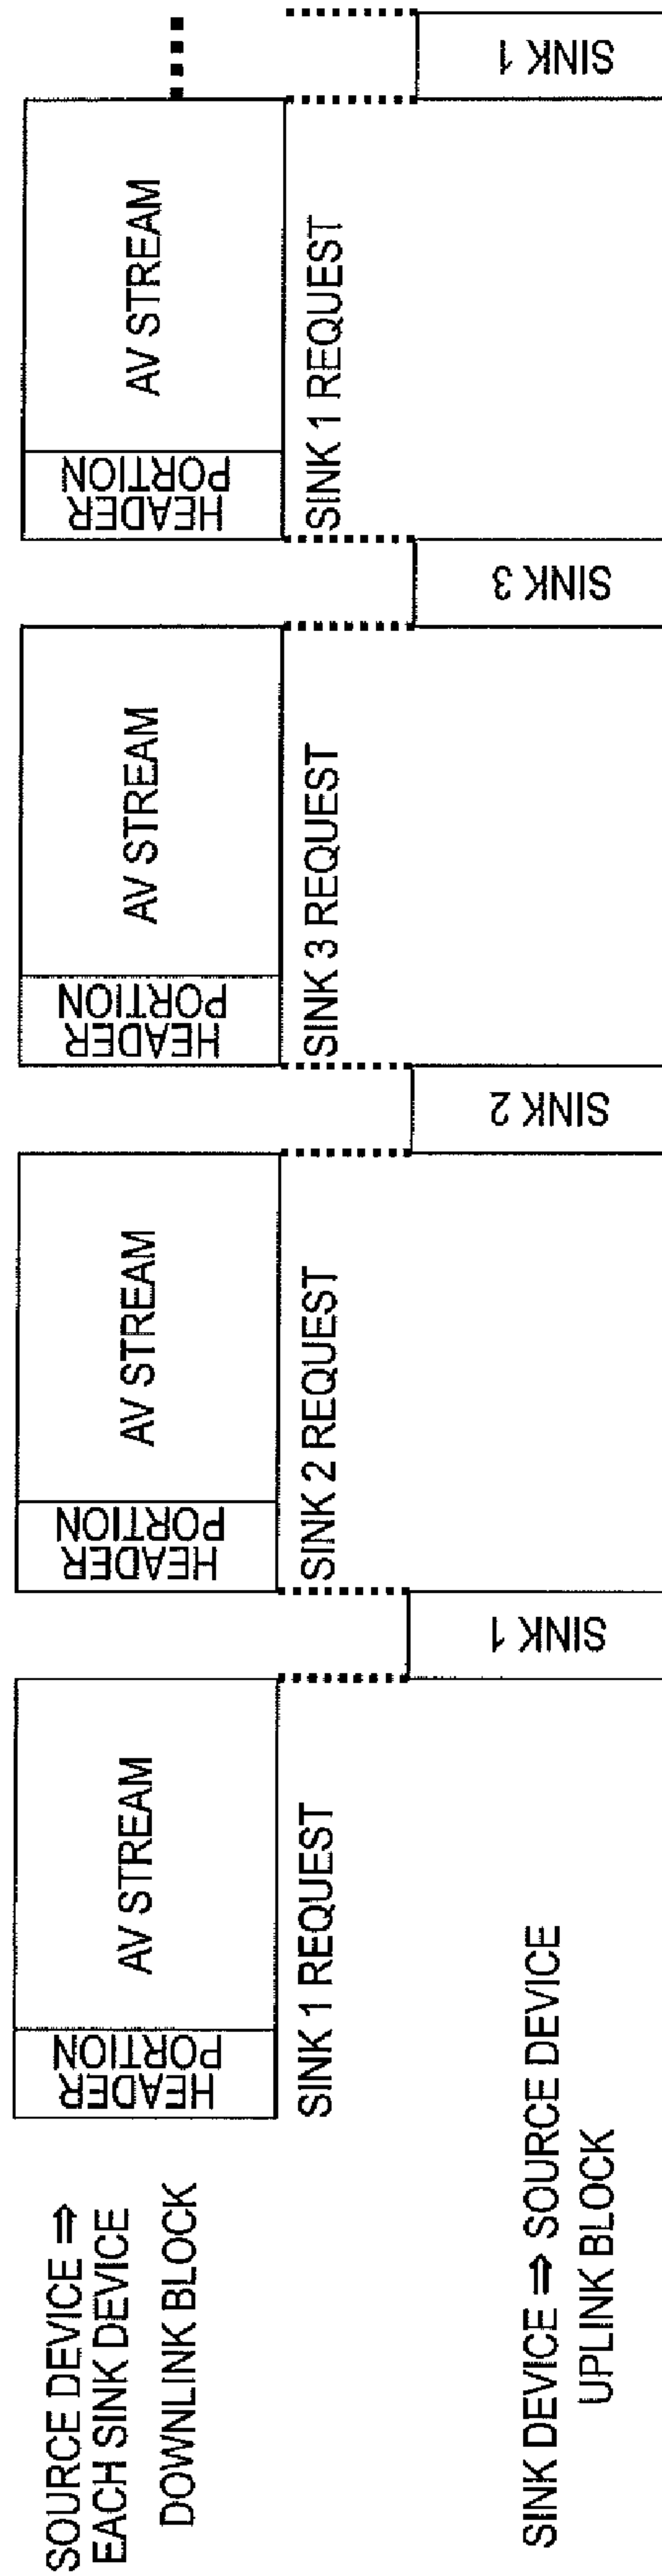 SOURCE DEVICE ⇒
EACH SINK DEVICE
DOWNLINK BLOCK
HEADER
PORTION
AV STREAM
SINK 1 REQUEST
HEADER
PORTION
AV STREAM
SINK 2 REQUEST
HEADER
PORTION
AV STREAM
SINK 3 REQUEST
HEADER
PORTION
AV STREAM
SINK 1 REQUEST
SINK DEVICE ⇒ SOURCE DEVICE
UPLINK BLOCK
SINK 1
SINK 2
SINK 3
SINK 1